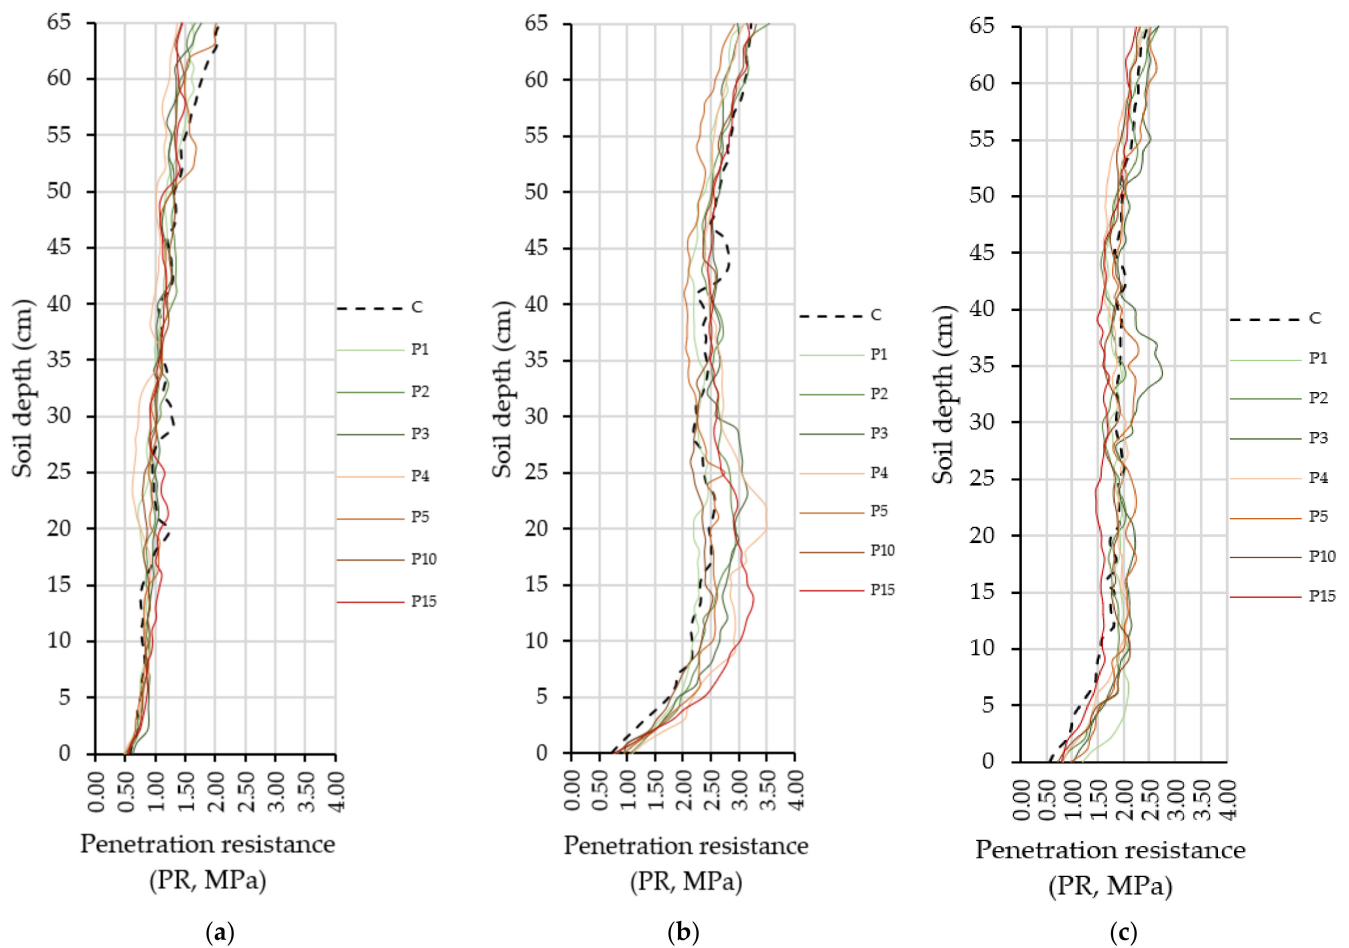 65
60
55
50
45
40
35
30
25
20
15
10
5
0
Soil depth (cm)
0.00
0.50
1.00
1.50
2.00
2.50
3.00
3.50
4.00
Penetration resistance
(PR, MPa)
C
P1
P2
P3
P4
P5
P10
P15
(a)
65
60
55
50
45
40
35
30
25
20
15
10
5
0
Soil depth (cm)
0.00
0.50
1.00
1.50
2.00
2.50
3.00
3.50
4.00
Penetration resistance
(PR, MPa)
C
P1
P2
P3
P4
P5
P10
P15
(b)
65
60
55
50
45
40
35
30
25
20
15
10
5
0
Soil depth (cm)
0.00
0.50
1.00
1.50
2.00
2.50
3.00
3.50
4.00
Penetration resistance
(PR, MPa)
C
P1
P2
P3
P4
P5
P10
P15
(c)